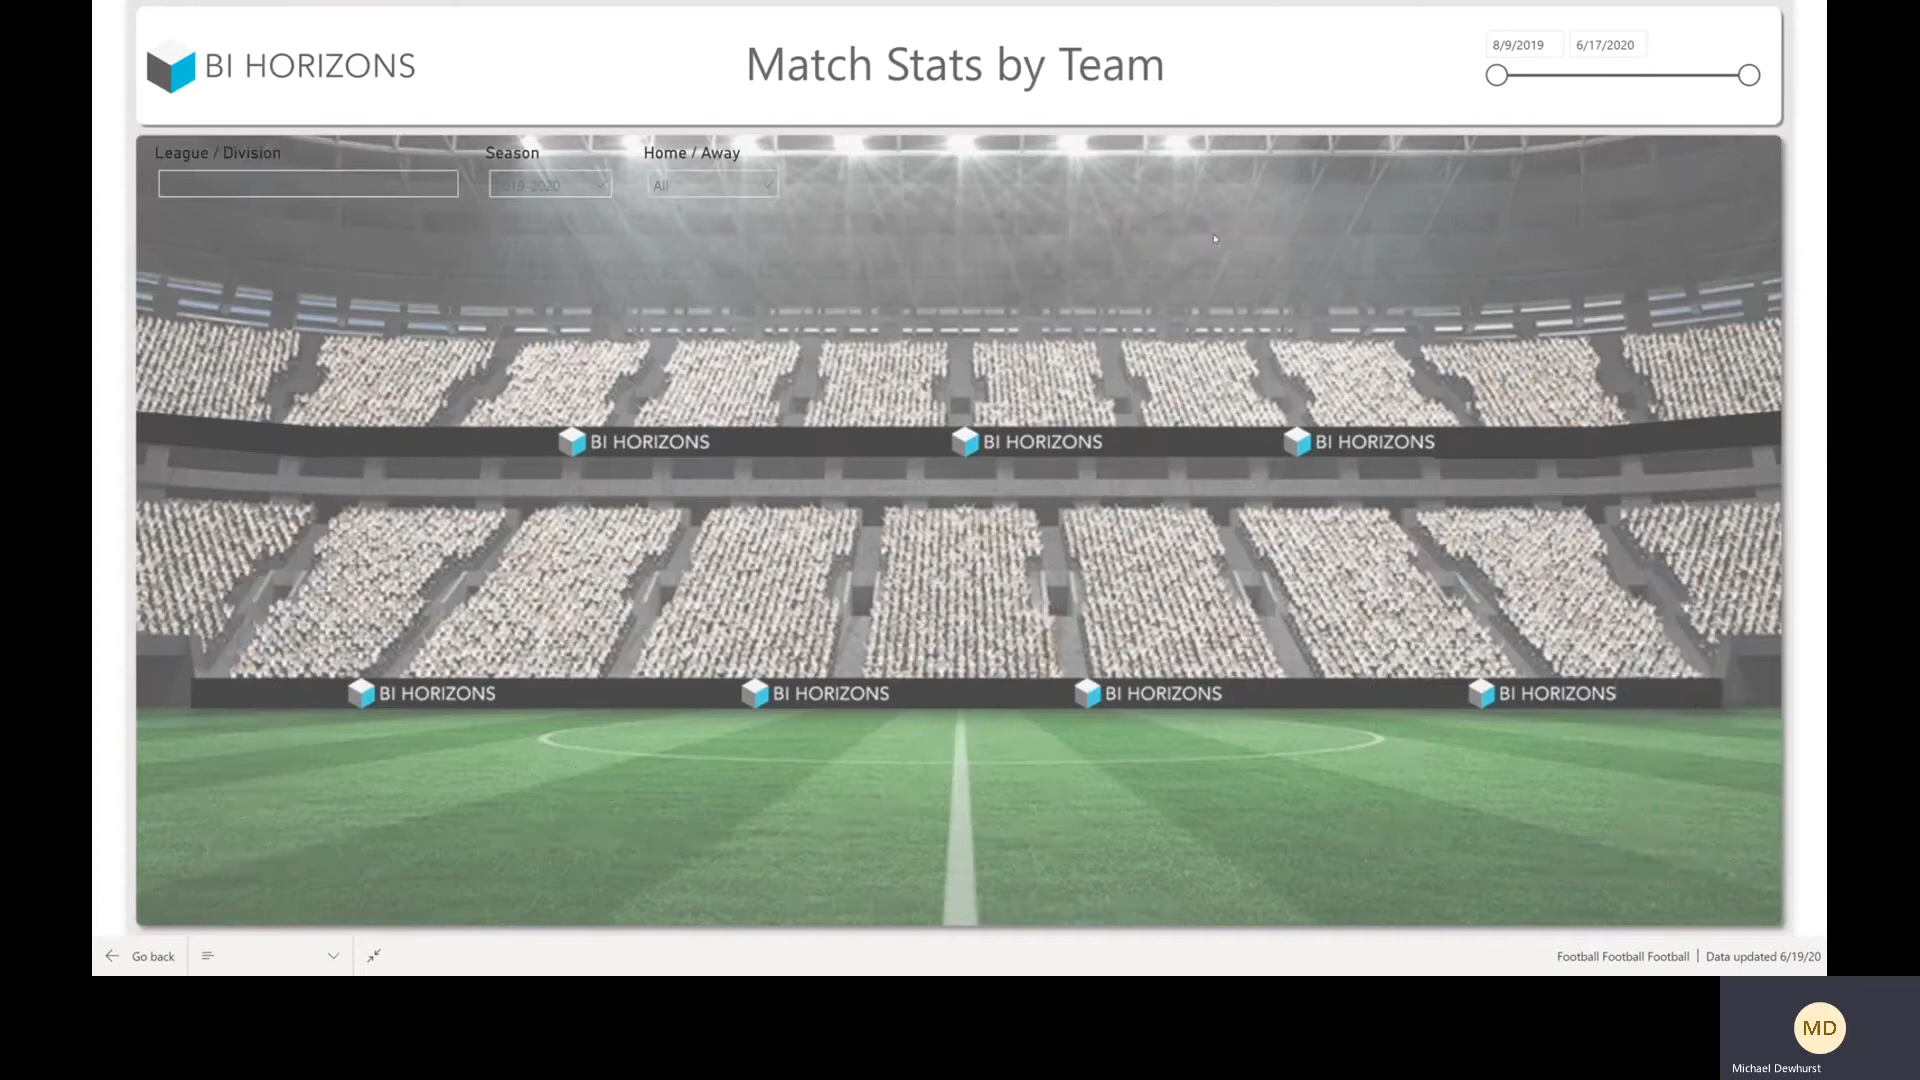 BI HORIZONS
Match Stats by Team
8/9/2019 6/17/2020
League / Division Season Home / Away
2019-2020 All
BI HORIZONS BI HORIZONS BI HORIZONS
BI HORIZONS BI HORIZONS BI HORIZONS BI HORIZONS
Go back
Football Football Football | Data updated 6/19/20
MD
Michael Dewhurst